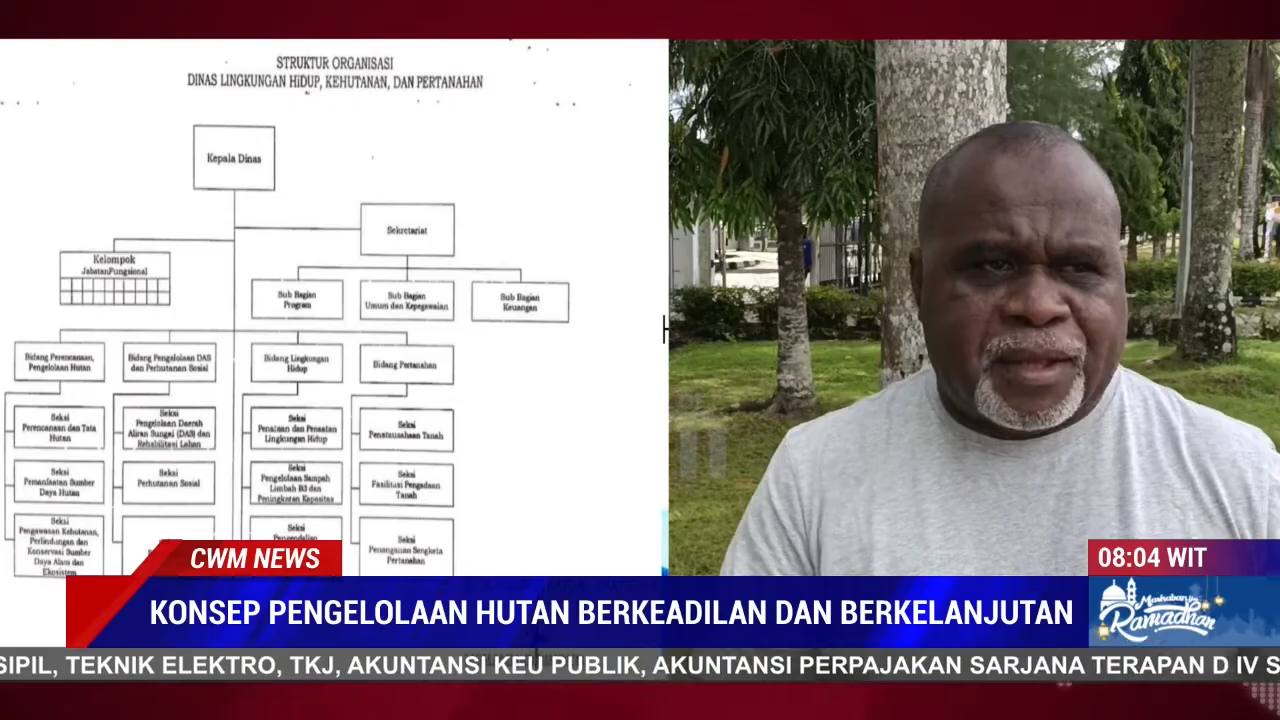 STRUKTUR ORGANISASI
DINAS LINGKUNGAN HIDUP, KEHUTANAN, DAN PERTANAHAN
Kepala Dinas
Sekretariat
Kelompok
Jabatan Fungsional
Sub Bagian
Program
Sub Bagian
Umum dan Kepegawaian
Sub Bagian
Keuangan
Bidang Perencanaan,
Pengelolaan Hutan
Bidang Pengelolaan DAS
dan Perhutanan Sosial
Bidang Lingkungan
Hidup
Bidang Pertanahan
Seksi
Perencanaan dan Tata
Hutan
Seksi
Pengelolaan Daerah
Aliran Sungai (DAS) dan
Rehabilitasi Lahan
Seksi
Penataan dan Penaatan
Lingkungan Hidup
Seksi
Penatausahaan Tanah
Seksi
Pemanfaatan Sumber
Daya Hutan
Seksi
Perhutanan Sosial
Seksi
Pengelolaan Sampah
Limbah B3 dan
Peningkatan Kapasitas
Seksi
Fasilitasi Pengadaan
Tanah
Seksi
Pengawasan Kehutanan,
Perlindungan dan
Konservasi Sumber
Daya Alam dan
Ekosistem
Seksi
Pengendalian
Seksi
Penanganan Sengketa
Pertanahan
CWM NEWS
08:04 WIT
KONSEP PENGELOLAAN HUTAN BERKEADILAN DAN BERKELANJUTAN
Marhaban Ya
Ramadhan
SIPIL, TEKNIK ELEKTRO, TKJ, AKUNTANSI KEU PUBLIK, AKUNTANSI PERPAJAKAN SARJANA TERAPAN D IV S